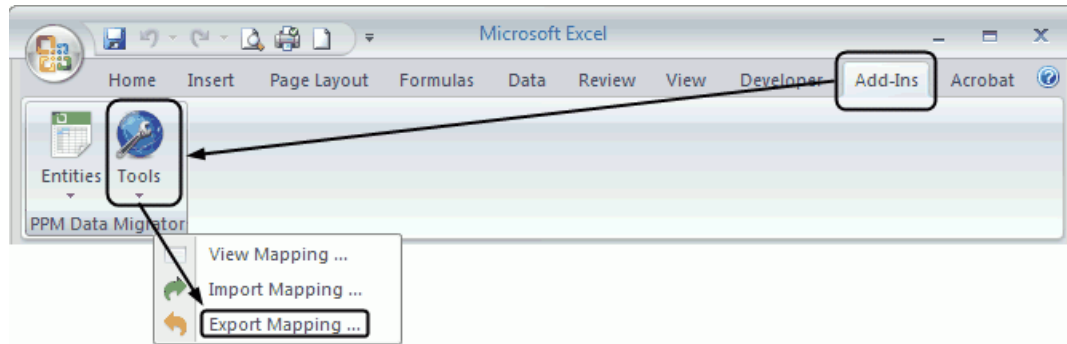 Microsoft Excel
Home Insert Page Layout Formulas Data Review View Developer Add-Ins Acrobat
Entities Tools
PPM Data Migrator
View Mapping ...
Import Mapping ...
Export Mapping ...